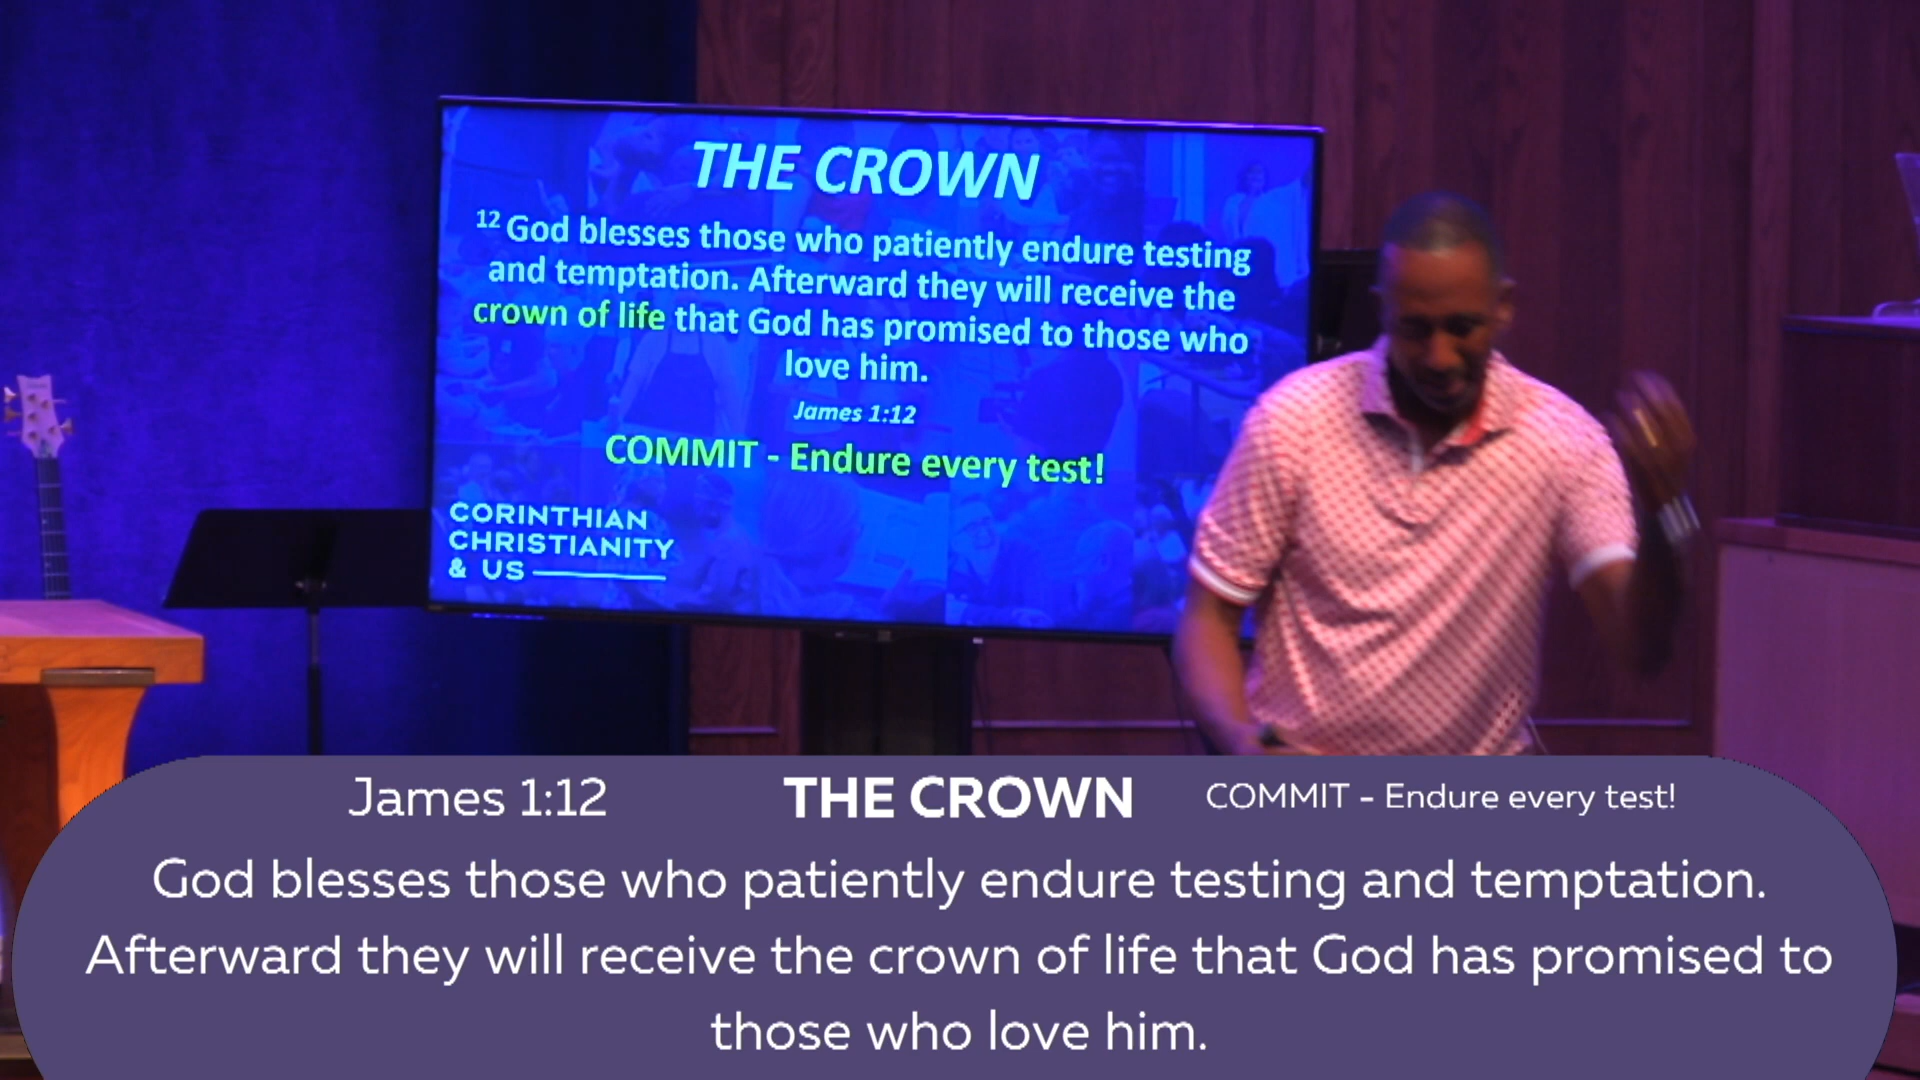 THE CROWN
12 God blesses those who patiently endure testing
and temptation. Afterward they will receive the
crown of life that God has promised to those who
love him.
James 1:12
COMMIT - Endure every test!
CORINTHIAN
CHRISTIANITY
& US
James 1:12 THE CROWN COMMIT - Endure every test!
God blesses those who patiently endure testing and temptation.
Afterward they will receive the crown of life that God has promised to
those who love him.